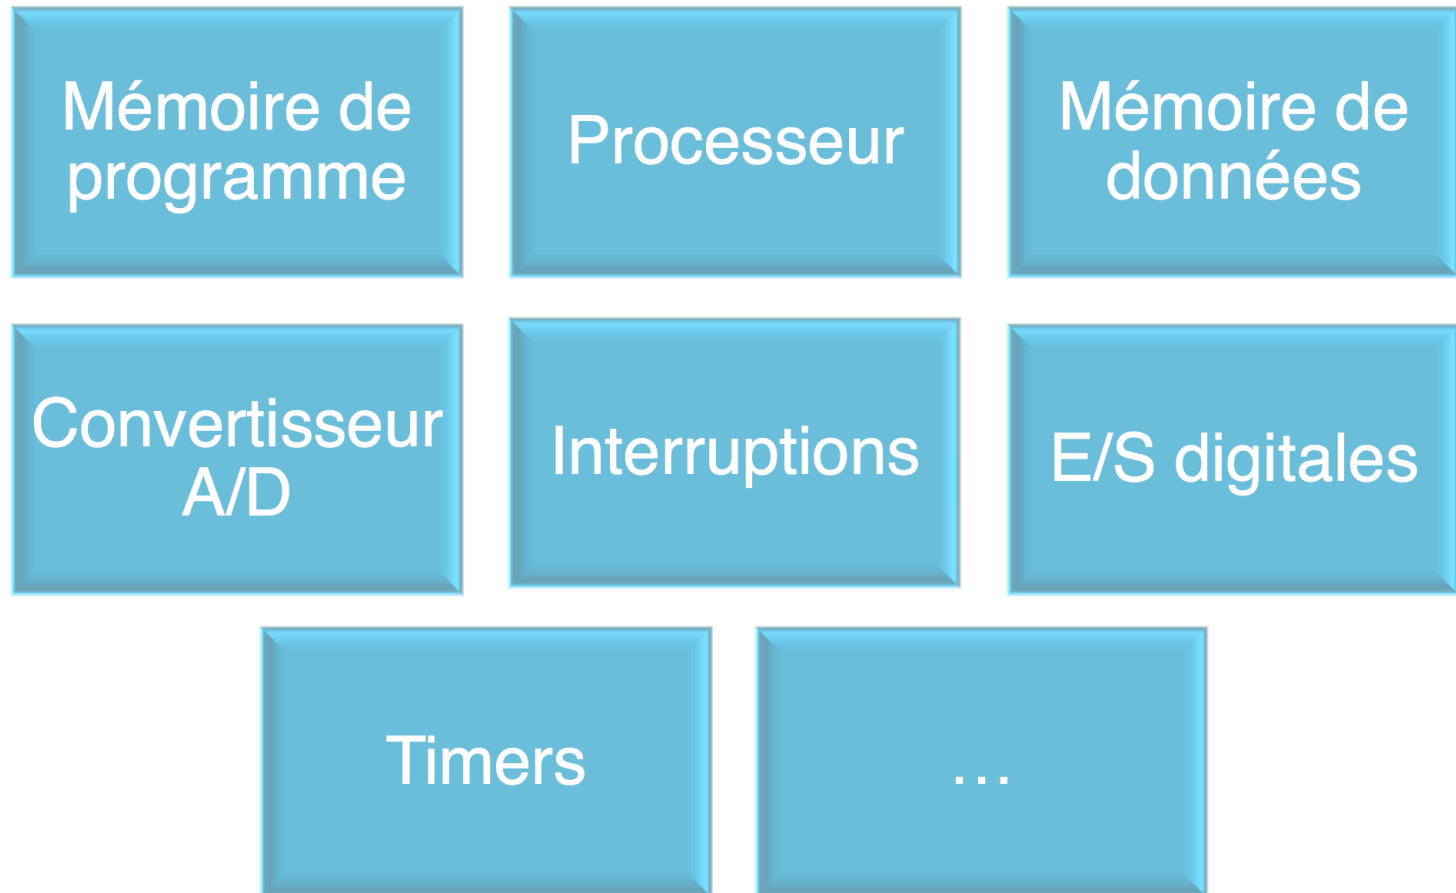 Mémoire de
programme
Processeur
Mémoire de
données
Convertisseur
A/D
Interruptions
E/S digitales
Timers
…